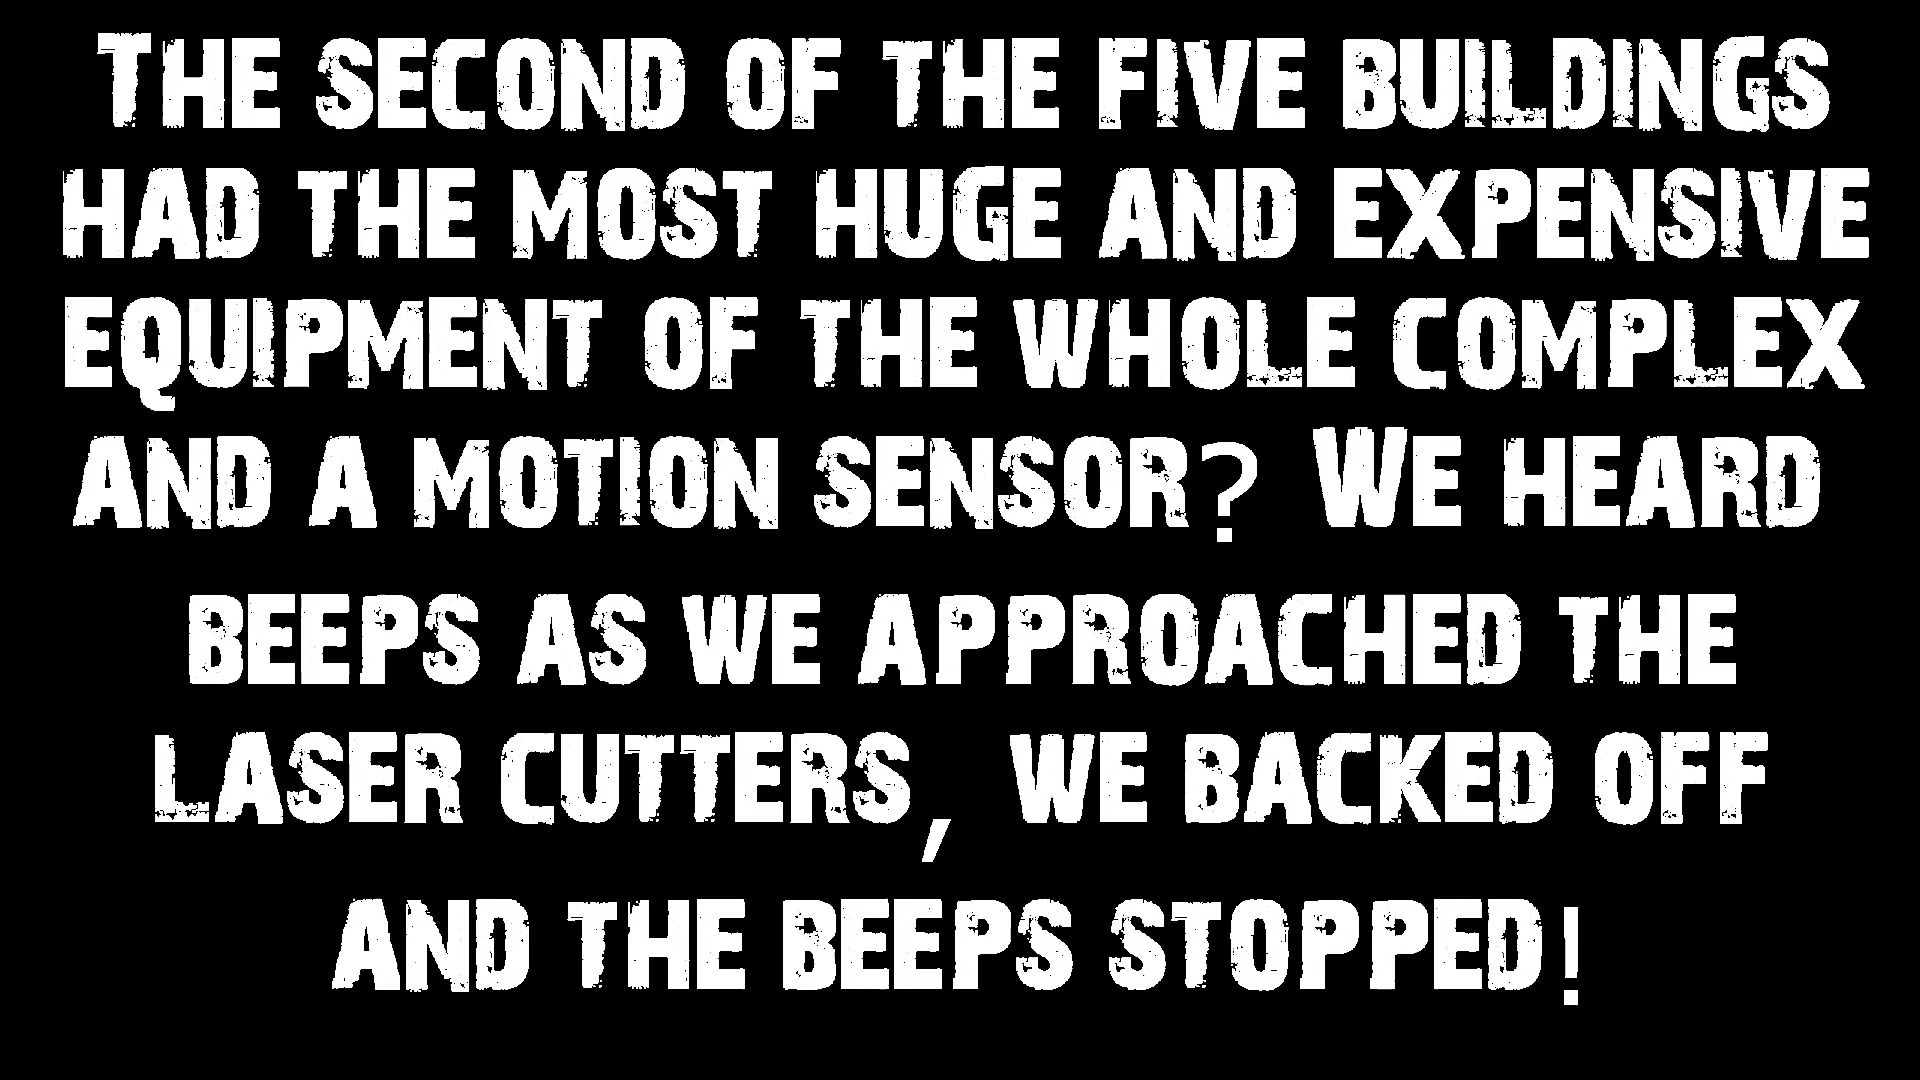 The second of the five buildings
had the most huge and expensive
equipment of the whole complex
and a motion sensor? We heard
beeps as we approached the
laser cutters, we backed off
and the beeps stopped!